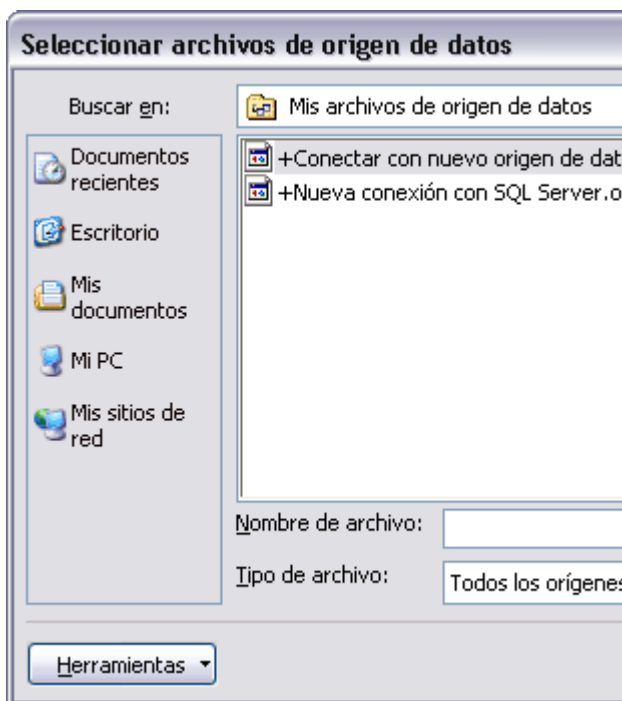 Seleccionar archivos de origen de datos
Buscar en:
Mis archivos de origen de datos
Documentos
recientes
Escritorio
Mis
documentos
Mi PC
Mis sitios de
red
+Conectar con nuevo origen de dat
+Nueva conexión con SQL Server.o
Nombre de archivo:
Tipo de archivo:
Todos los orígenes
Herramientas